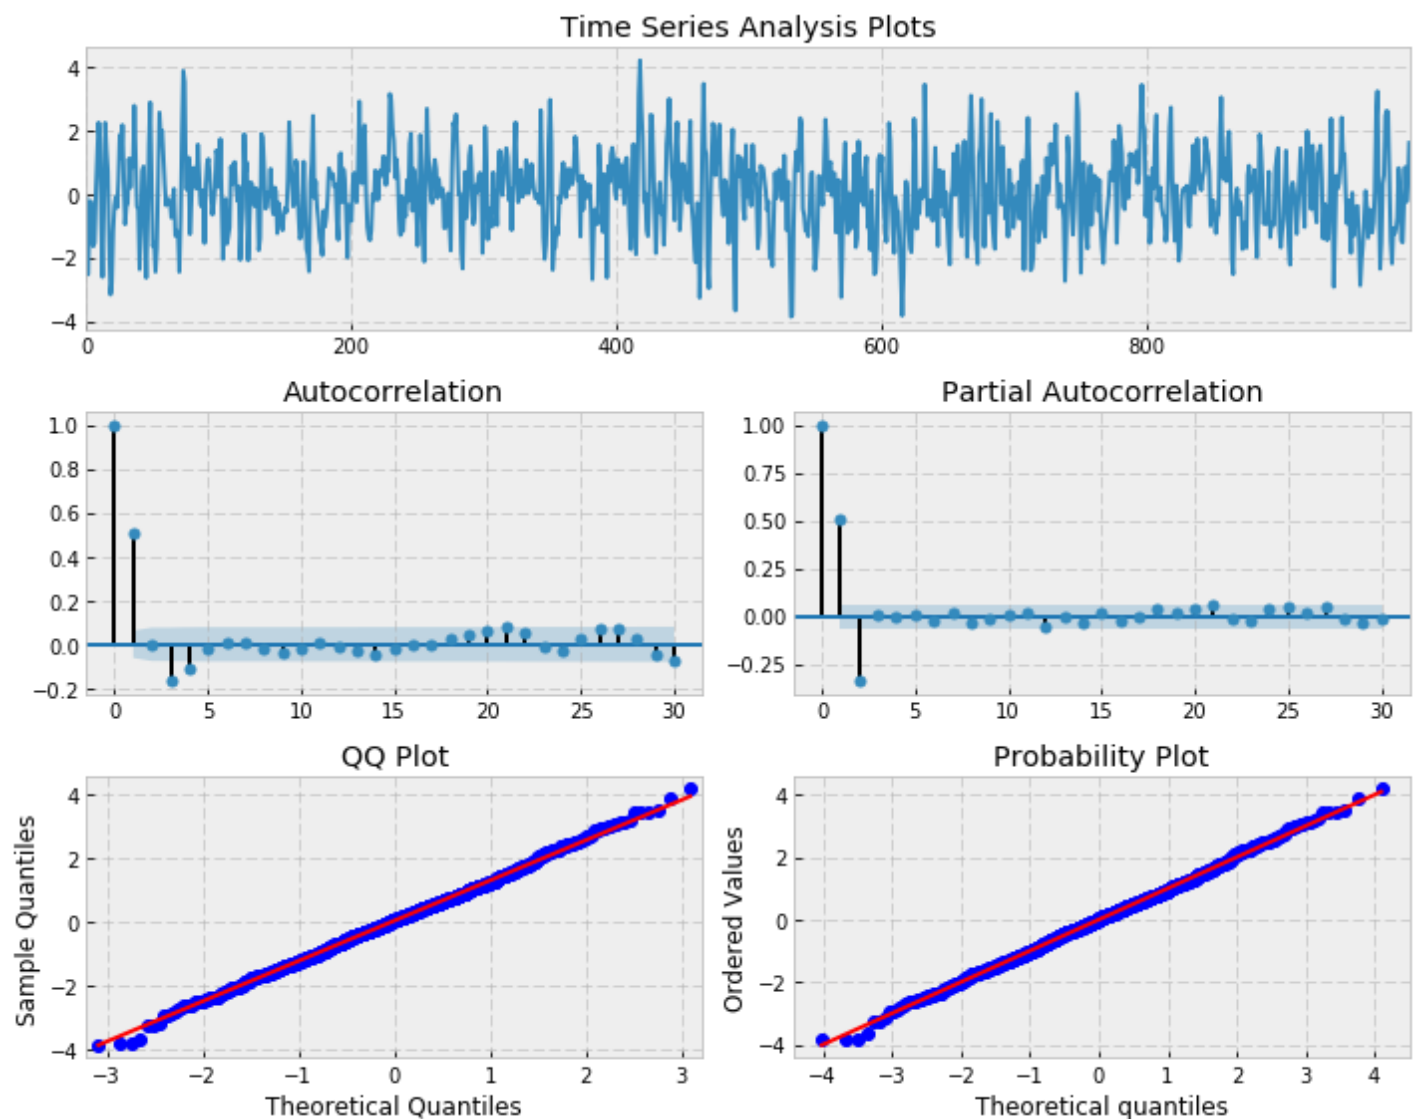 Time Series Analysis Plots
4
2
0
−2
−4
0 200 400 600 800
Autocorrelation
1.0
0.8
0.6
0.4
0.2
0.0
−0.2
0 5 10 15 20 25 30
Partial Autocorrelation
1.00
0.75
0.50
0.25
0.00
−0.25
0 5 10 15 20 25 30
QQ Plot
Sample Quantiles
4
2
0
−2
−4
−3 −2 −1 0 1 2 3
Theoretical Quantiles
Probability Plot
Ordered Values
4
2
0
−2
−4
−4 −3 −2 −1 0 1 2 3 4
Theoretical quantiles